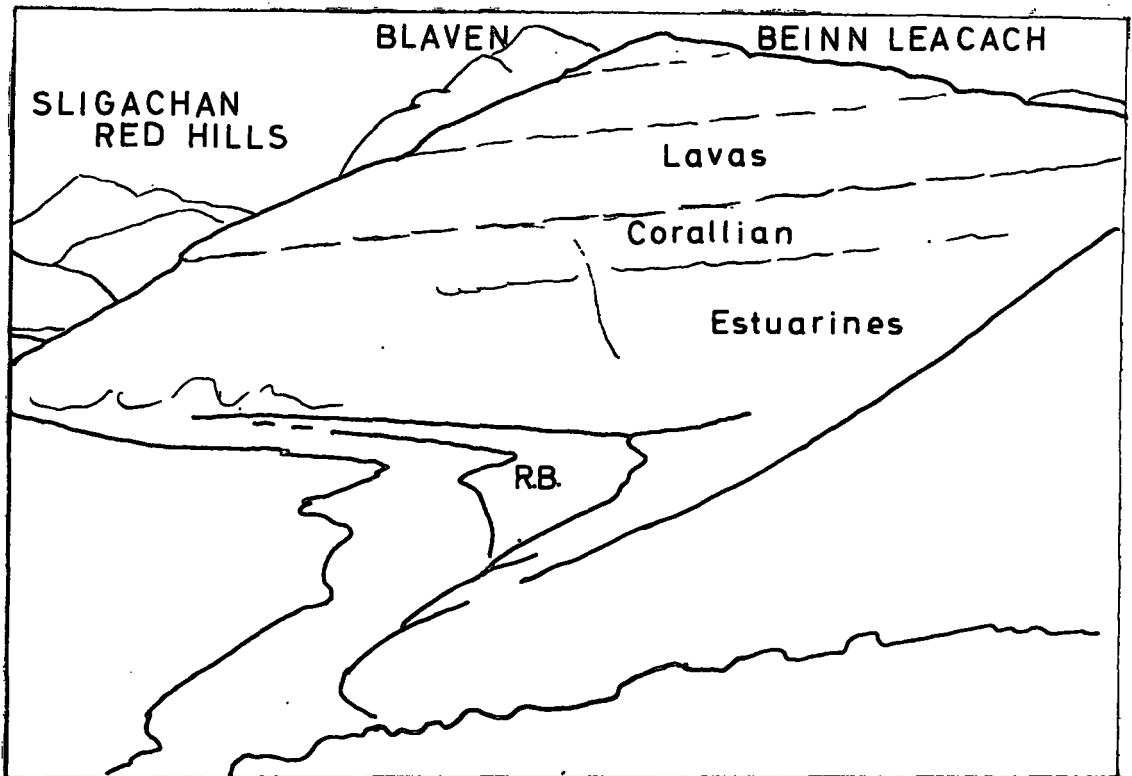 BLAVEN
BEINN LEACACH
SLIGACHAN
RED HILLS
Lavas
Corallian
Estuarines
R.B.